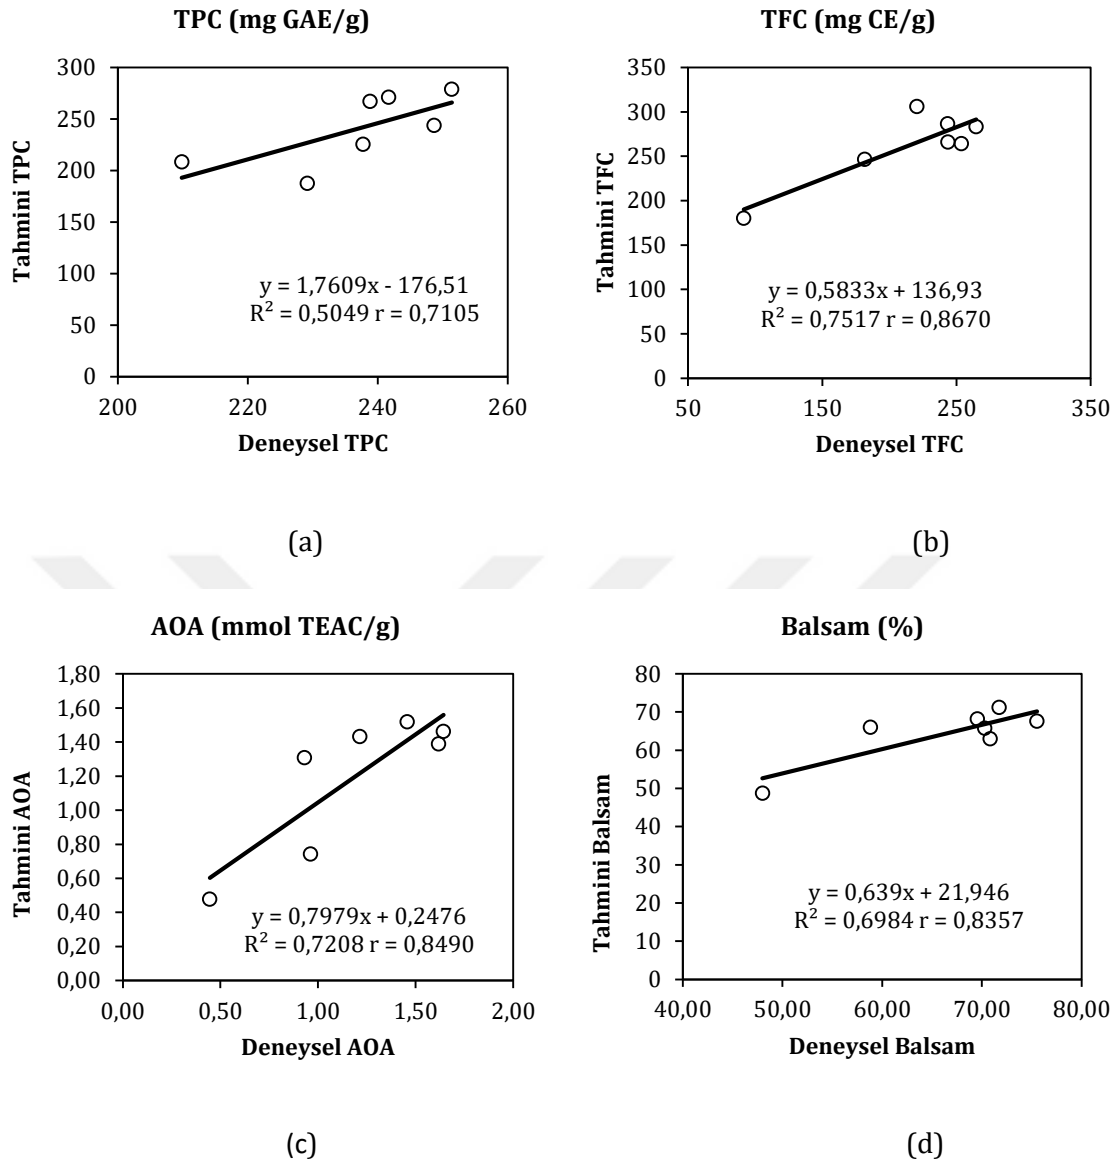 TPC (mg GAE/g)
300
250
200
150
100
50
0
200 220 240 260
Tahmini TPC
Deneysel TPC
y = 1,7609x - 176,51
R² = 0,5049 r = 0,7105
(a)
TFC (mg CE/g)
350
300
250
200
150
100
50
0
50 150 250 350
Tahmini TFC
Deneysel TFC
y = 0,5833x + 136,93
R² = 0,7517 r = 0,8670
(b)
AOA (mmol TEAC/g)
1,80
1,60
1,40
1,20
1,00
0,80
0,60
0,40
0,20
0,00
0,00 0,50 1,00 1,50 2,00
Tahmini AOA
Deneysel AOA
y = 0,7979x + 0,2476
R² = 0,7208 r = 0,8490
(c)
Balsam (%)
80
70
60
50
40
30
20
10
0
40,00 50,00 60,00 70,00 80,00
Tahmini Balsam
Deneysel Balsam
y = 0,639x + 21,946
R² = 0,6984 r = 0,8357
(d)